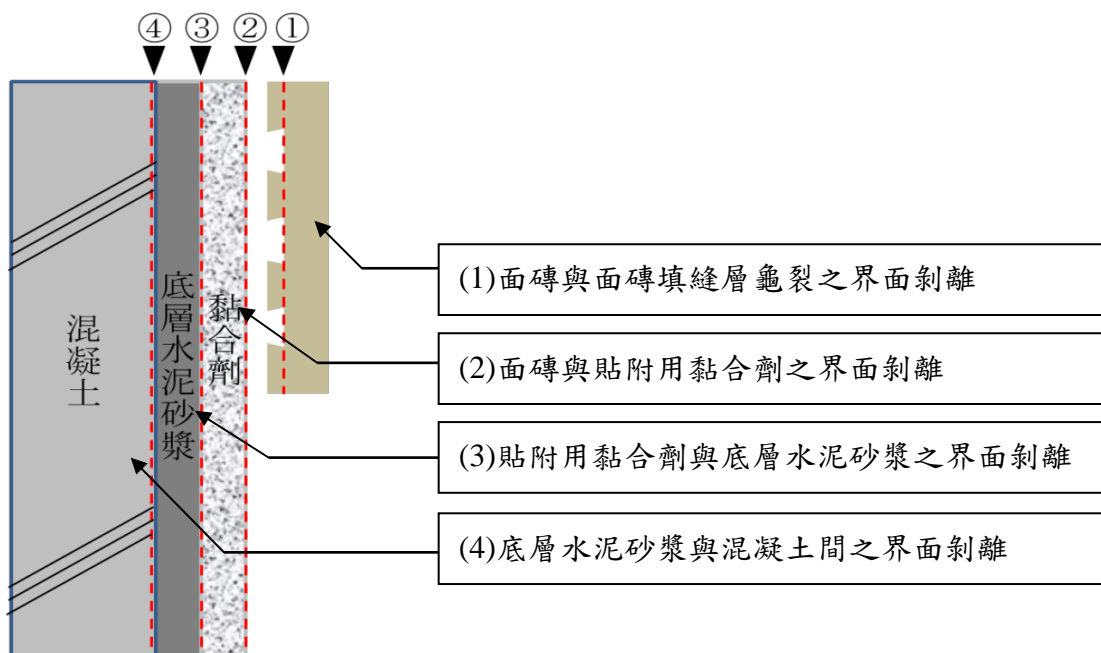 ④ ③ ② ①
混凝土
底層水泥砂漿
黏合劑
(1)面磚與面磚填縫層龜裂之界面剝離
(2)面磚與貼附用黏合劑之界面剝離
(3)貼附用黏合劑與底層水泥砂漿之界面剝離
(4)底層水泥砂漿與混凝土間之界面剝離